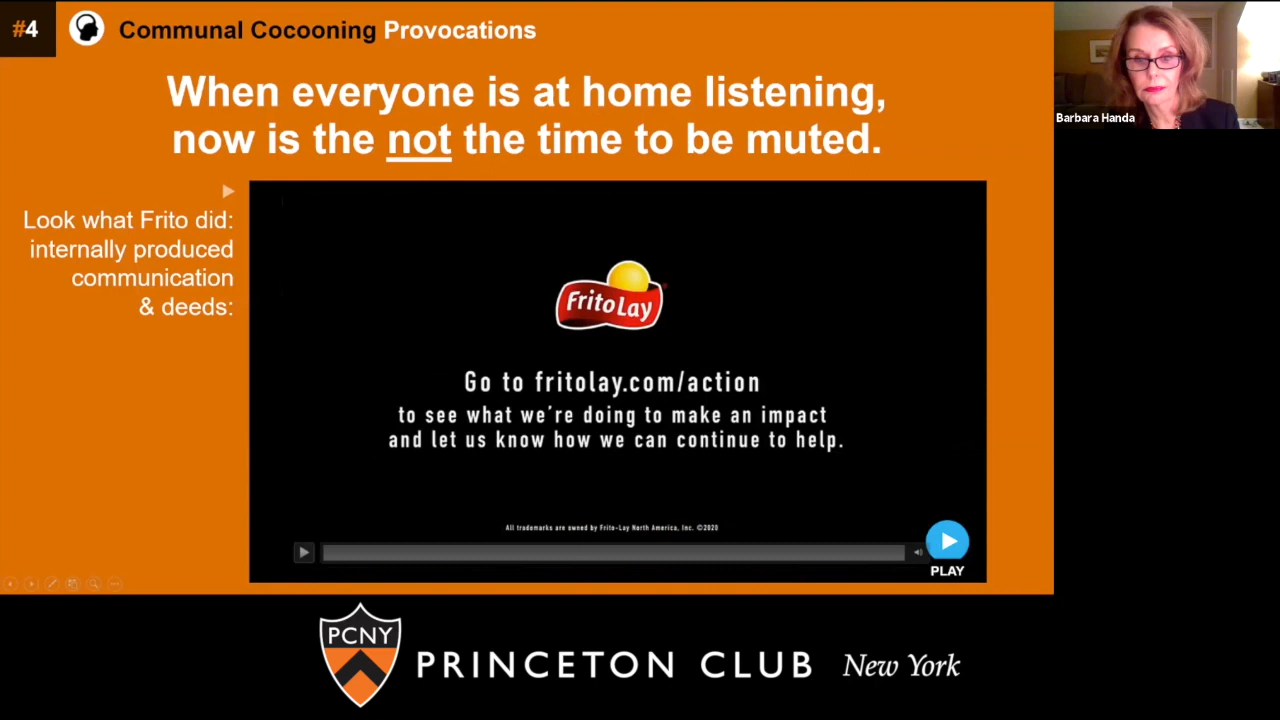 #4
Communal Cocooning Provocations
When everyone is at home listening,
now is the not the time to be muted.
Look what Frito did:
internally produced
communication
& deeds:
Frito Lay
Go to fritolay.com/action
to see what we're doing to make an impact
and let us know how we can continue to help.
All trademarks are owned by Frito-Lay North America, Inc. ©2020
PLAY
Barbara Handa
PCNY
PRINCETON CLUB New York